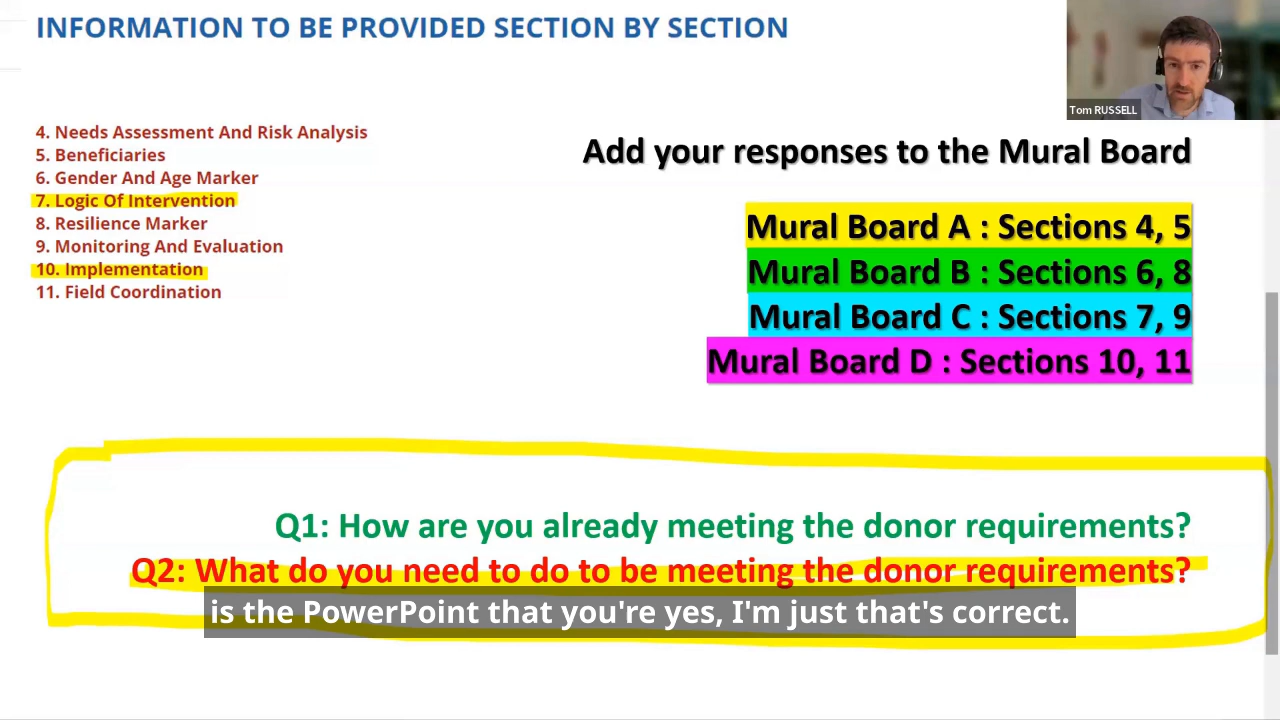 INFORMATION TO BE PROVIDED SECTION BY SECTION
Tom RUSSELL
4. Needs Assessment And Risk Analysis
5. Beneficiaries
6. Gender And Age Marker
7. Logic Of Intervention
8. Resilience Marker
9. Monitoring And Evaluation
10. Implementation
11. Field Coordination
Add your responses to the Mural Board
Mural Board A : Sections 4, 5
Mural Board B : Sections 6, 8
Mural Board C : Sections 7, 9
Mural Board D : Sections 10, 11
Q1: How are you already meeting the donor requirements?
Q2: What do you need to do to be meeting the donor requirements?
is the PowerPoint that you're yes, I'm just that's correct.